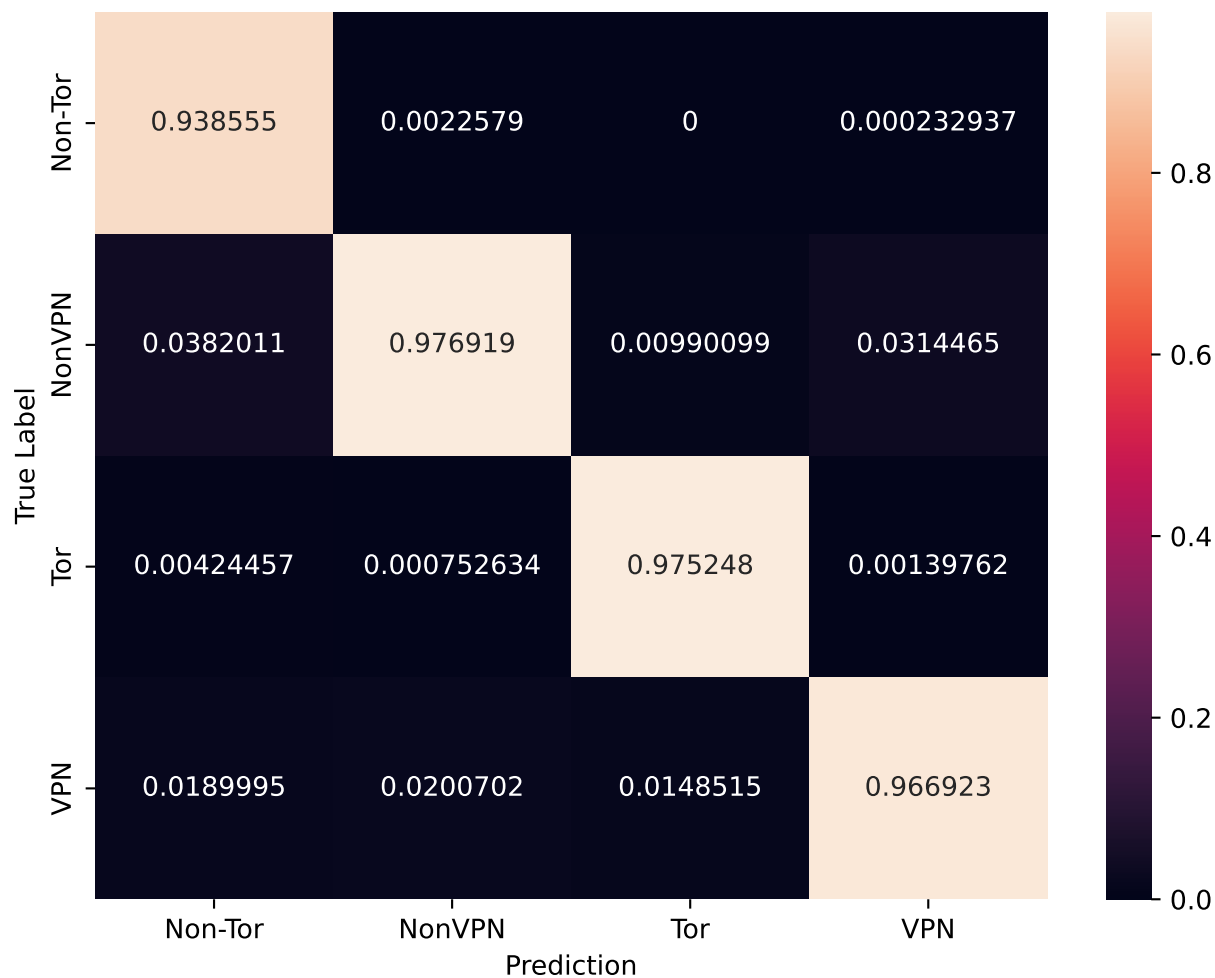 Non-Tor
0.938555
0.0022579
0
0.000232937
NonVPN
0.0382011
0.976919
0.00990099
0.0314465
Tor
0.00424457
0.000752634
0.975248
0.00139762
VPN
0.0189995
0.0200702
0.0148515
0.966923
True Label
Non-Tor
NonVPN
Tor
VPN
Prediction
0.8
0.6
0.4
0.2
0.0